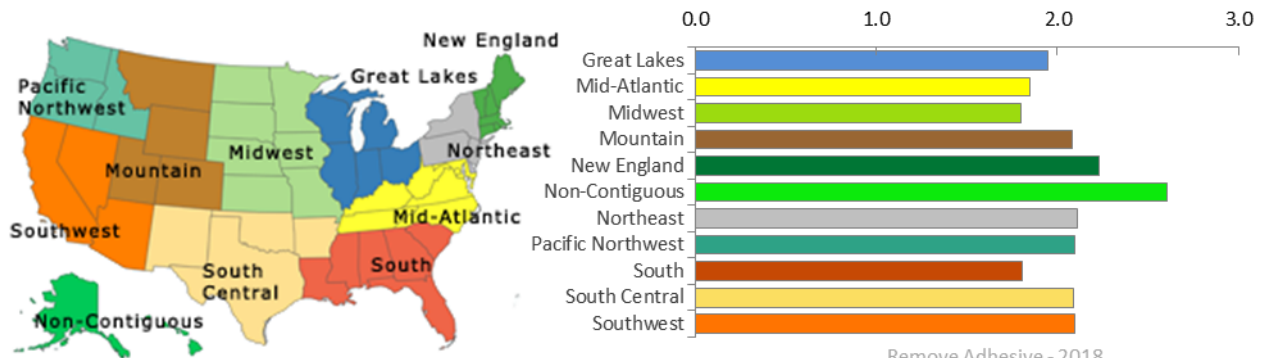 New England
Great Lakes
Pacific
Northwest
Midwest
Northeast
Mountain
Mid-Atlantic
Southwest
South
South
Central
Non-Contiguous
0.0 1.0 2.0 3.0
Great Lakes
Mid-Atlantic
Midwest
Mountain
New England
Non-Contiguous
Northeast
Pacific Northwest
South
South Central
Southwest
Remove Adhesive - 2018